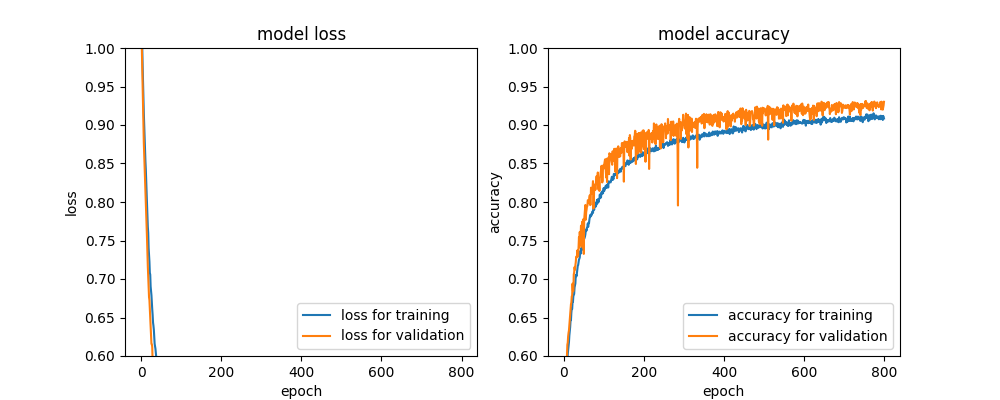 model loss
1.00
0.95
0.90
0.85
0.80
0.75
0.70
0.65
0.60
loss
0
200
400
600
800
epoch
loss for training
loss for validation
model accuracy
1.00
0.95
0.90
0.85
0.80
0.75
0.70
0.65
0.60
accuracy
0
200
400
600
800
epoch
accuracy for training
accuracy for validation